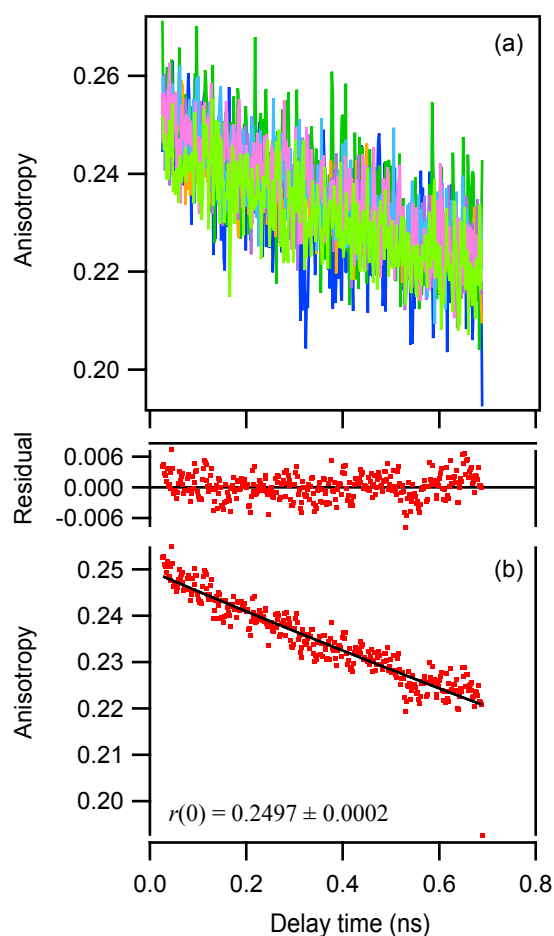 (a)
0.26
0.24
0.22
0.20
Anisotropy
0.006
0.000
-0.006
Residual
(b)
0.25
0.24
0.23
0.22
0.21
0.20
Anisotropy
r(0) = 0.2497 ± 0.0002
0.0 0.2 0.4 0.6 0.8
Delay time (ns)